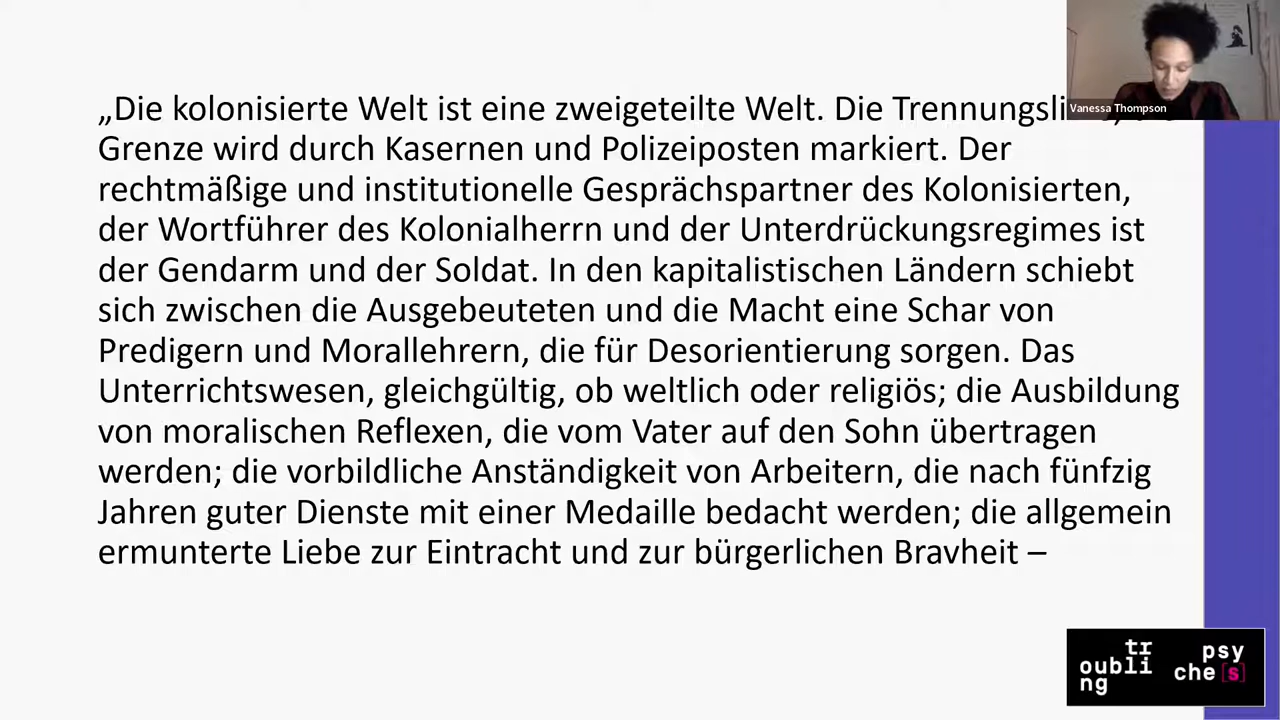 „Die kolonisierte Welt ist eine zweigeteilte Welt. Die
Vanessa Thompson
Grenze wird durch Kasernen und Polizeiposten markiert. Der
rechtmäßige und institutionelle Gesprächspartner des Kolonisierten,
der Wortführer des Kolonialherrn und der Unterdrückungsregimes ist
der Gendarm und der Soldat. In den kapitalistischen Ländern schiebt
sich zwischen die Ausgebeuteten und die Macht eine Schar von
Predigern und Morallehrern, die für Desorientierung sorgen. Das
Unterrichtswesen, gleichgültig, ob weltlich oder religiös; die Ausbildung
von moralischen Reflexen, die vom Vater auf den Sohn übertragen
werden; die vorbildliche Anständigkeit von Arbeitern, die nach fünfzig
Jahren guter Dienste mit einer Medaille bedacht werden; die allgemein
ermunterte Liebe zur Eintracht und zur bürgerlichen Bravheit –
tr
oubli
ng
psy
che[s]